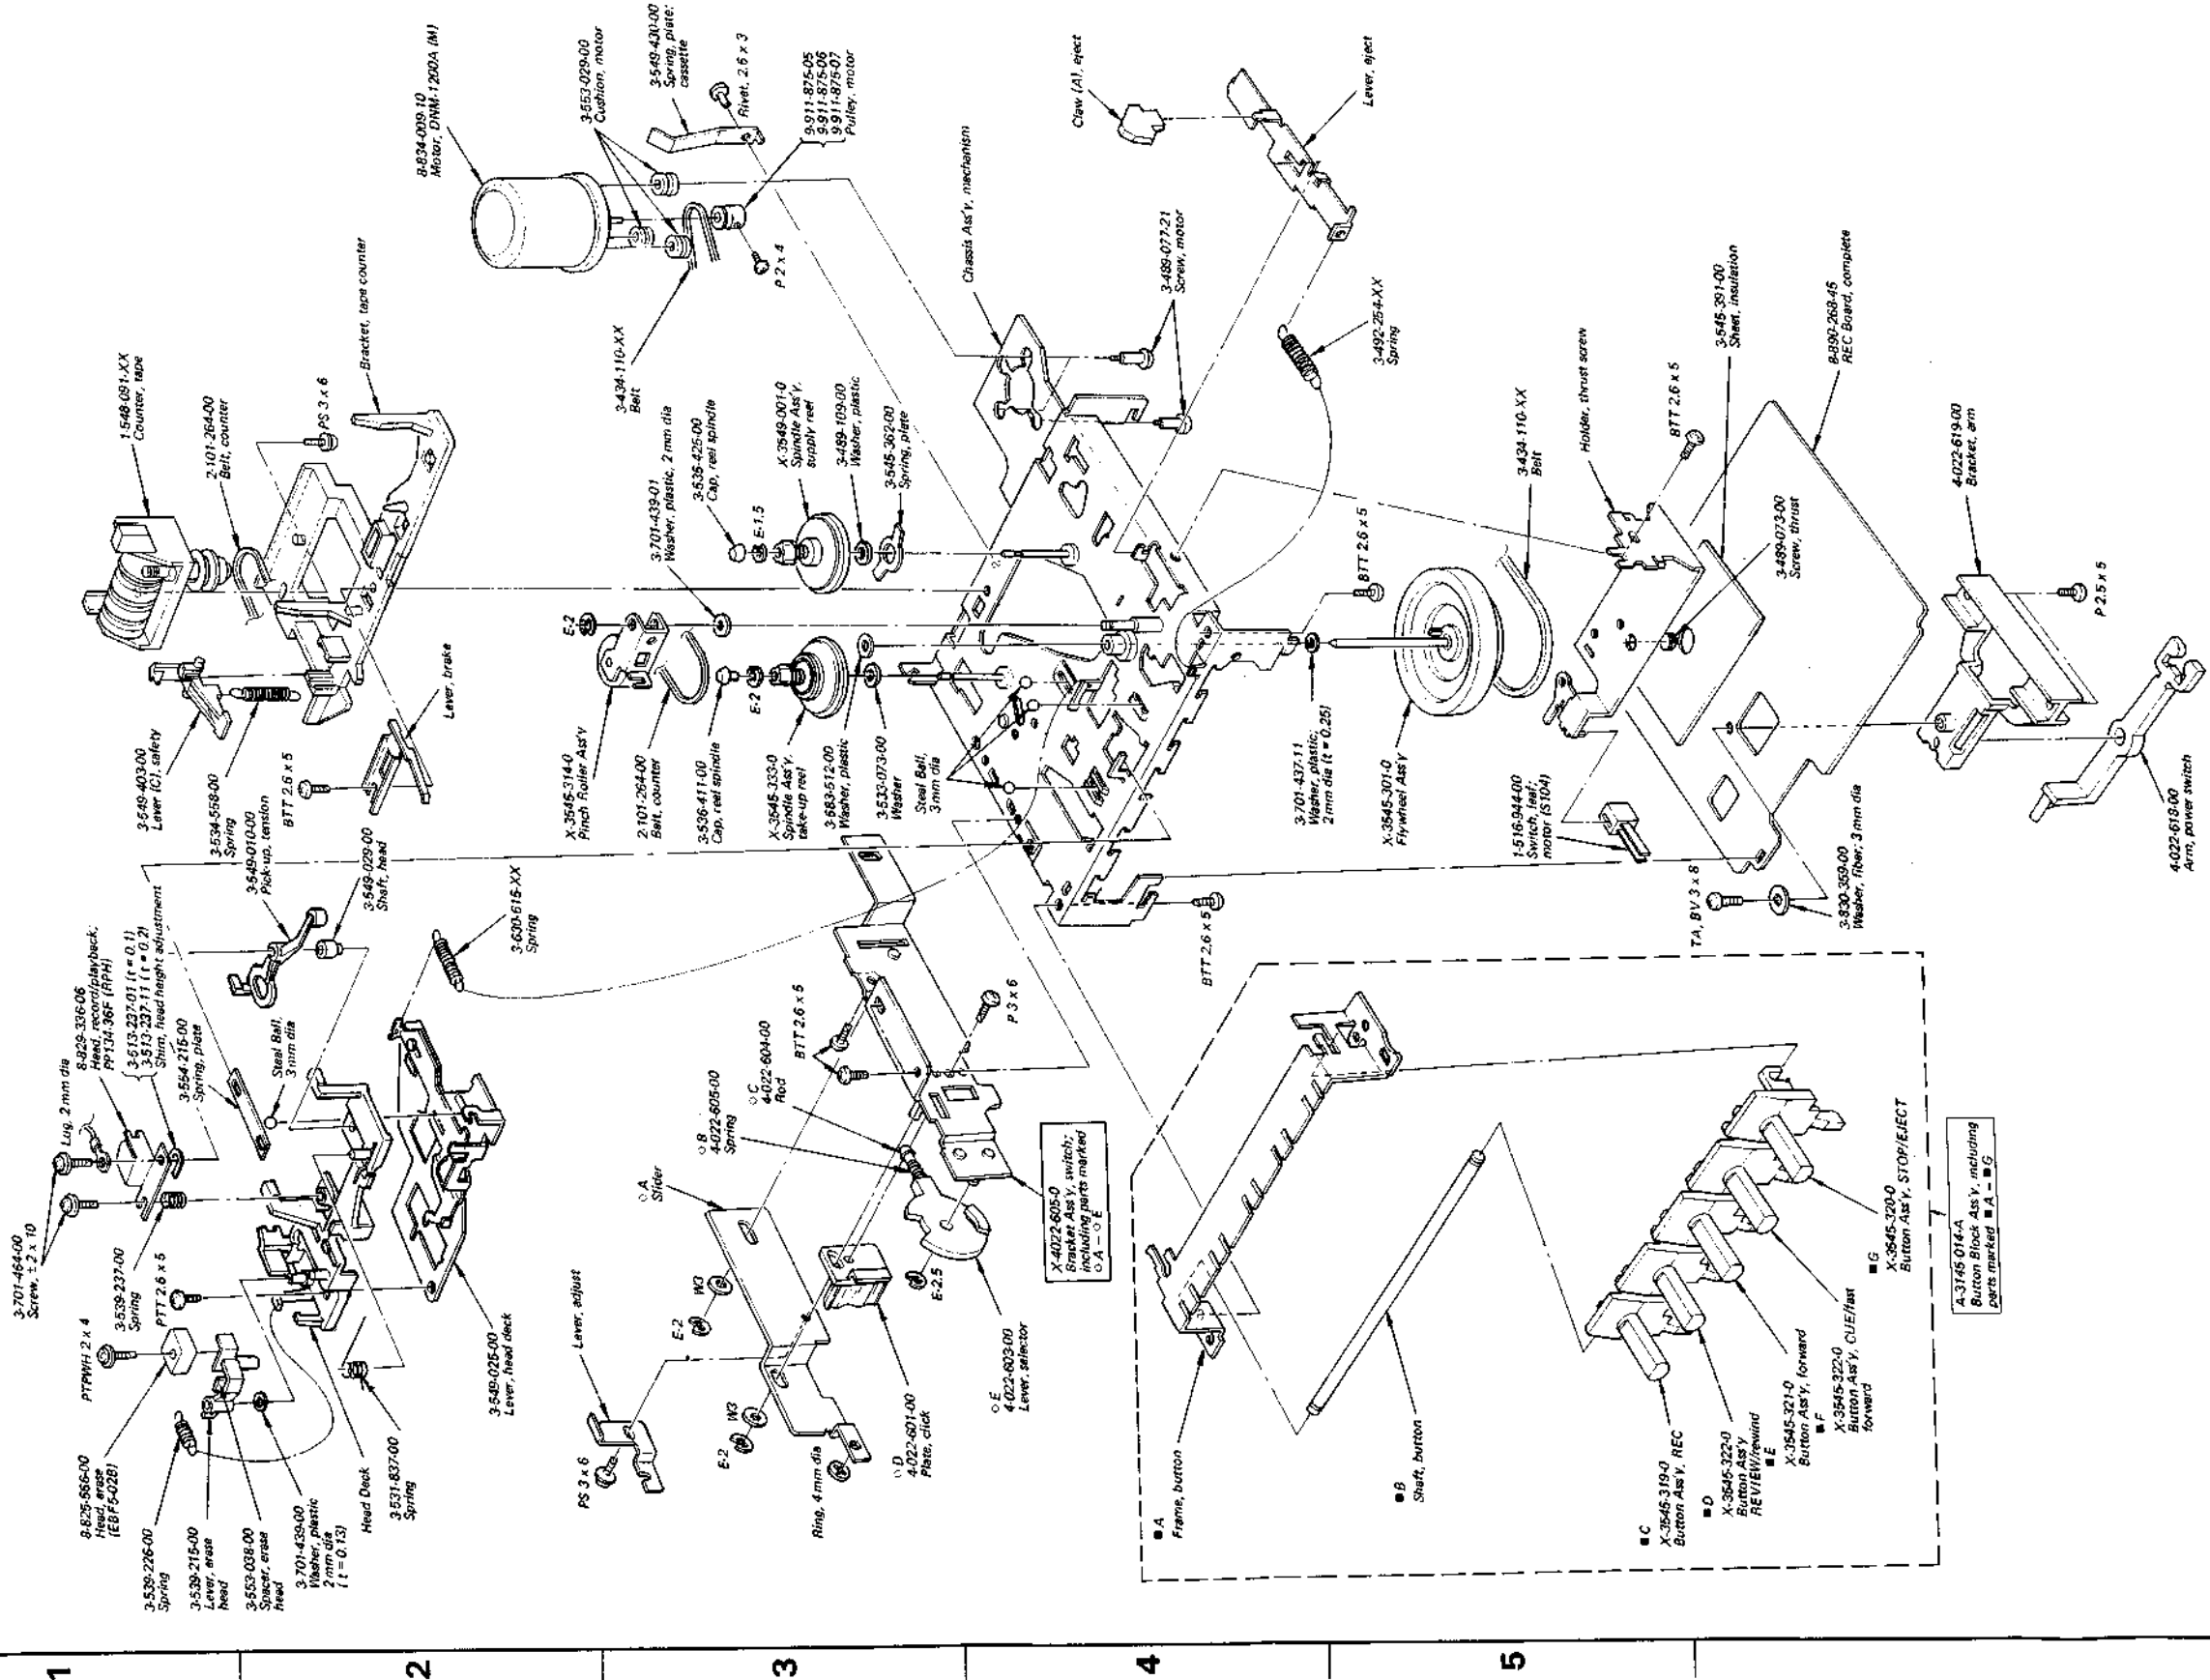 1
2
3
4
5
3-701-464-00
Screw, ± 2 x 10
Lug, 2 mm dia
8-829-336-06
Head, record/playback;
PP134-36F (RPH)
3-513-237-01 (t = 0.1)
3-513-237-11 (t = 0.2)
Shim, head height adjustment
3-554-215-00
Spring, plate
Steal Ball,
3 mm dia
3-539-237-00
Spring
PTT 2.6 x 5
PTPWH 2 x 4
8-825-566-00
Head, erase
(EBF5-02B)
3-539-226-00
Spring
3-539-215-00
Lever, erase
head
3-553-038-00
Spacer, erase
head
3-701-439-00
Washer, plastic
2 mm dia
(t = 0.13)
Head Deck
3-531-837-00
Spring
3-549-025-00
Lever, head deck
3-549-010-00
Pick-up, tension
3-549-029-00
Shaft, head
3-630-615-XX
Spring
3-549-403-00
Lever (C), safety
3-534-558-00
Spring
BTT 2.6 x 5
Lever, brake
1-548-091-XX
Counter, tape
2-101-264-00
Belt, counter
PS 3 x 6
Bracket, tape counter
8-834-009-10
Motor, DNM-1200A (M)
3-553-029-00
Cushion, motor
3-549-430-00
Spring, plate;
cassette
Rivet, 2.6 x 3
9-911-875-05
9-911-875-06
9-911-875-07
Pulley, motor
P 2 x 4
3-434-110-XX
Belt
3-701-439-01
Washer, plastic, 2 mm dia
3-535-425-00
Cap, reel spindle
E-1.5
X-3549-001-0
Spindle Ass'y,
supply reel
3-489-109-00
Washer, plastic
3-545-362-00
Spring, plate
E-2
X-3545-314-0
Pinch Roller Ass'y
2-101-264-00
Belt, counter
3-536-411-00
Cap, reel spindle
E-2
X-3545-333-0
Spindle Ass'y,
take-up reel
3-683-512-00
Washer, plastic
3-533-073-00
Washer
Steal Ball,
3 mm dia
Chassis Ass'y, mechanism
Claw (A), eject
Lever, eject
3-489-077-21
Screw, motor
3-492-254-XX
Spring
PS 3 x 6
Lever, adjust
E-2
W3
E-2
W3
Ring, 4 mm dia
○ A
Slider
○ B
4-022-605-00
Spring
○ C
4-022-604-00
Rod
○ D
4-022-601-00
Plate, click
○ E
4-022-603-00
Lever, selector
E-2.5
BTT 2.6 x 5
P 3 x 6
X-4022-605-0
Bracket Ass'y, switch;
including parts marked
○ A – ○ E
BTT 2.6 x 5
3-701-437-11
Washer, plastic;
2 mm dia (t = 0.25)
BTT 2.6 x 5
X-3545-301-0
Flywheel Ass'y
3-434-110-XX
Belt
Holder, thrust screw
BTT 2.6 x 5
3-489-073-00
Screw, thrust
3-545-391-00
Sheet, insulation
8-890-268-45
REC Board, complete
1-516-944-00
Switch, leaf;
motor (S104)
TA, BV 3 x 8
3-830-359-00
Washer, fiber; 3 mm dia
4-022-619-00
Bracket, arm
P 2.5 x 5
4-022-618-00
Arm, power switch
■ A
Frame, button
■ B
Shaft, button
■ C
X-3545-319-0
Button Ass'y, REC
■ D
X-3545-322-0
Button Ass'y
REVIEW/rewind
■ E
X-3545-321-0
Button Ass'y, forward
■ F
X-3545-322-0
Button Ass'y, CUE/fast
forward
■ G
X-3545-320-0
Button Ass'y, STOP/EJECT
A-3145-014-A
Button Block Ass'y, including
parts marked ■ A – ■ G